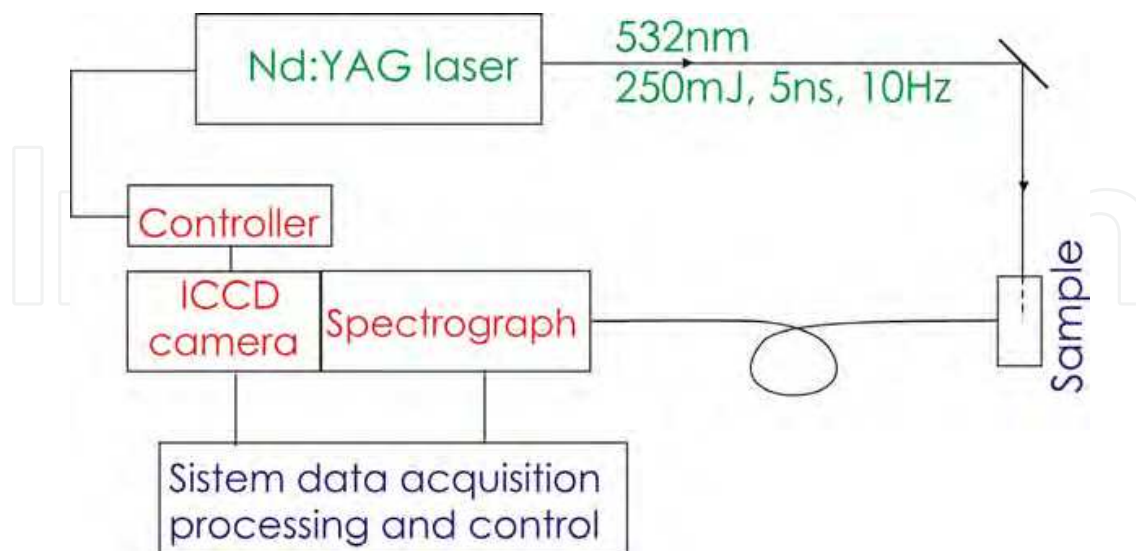 Nd:YAG laser
532nm
250mJ, 5ns, 10Hz
Controller
ICCD
camera
Spectrograph
Sample
Sistem data acquisition
processing and control